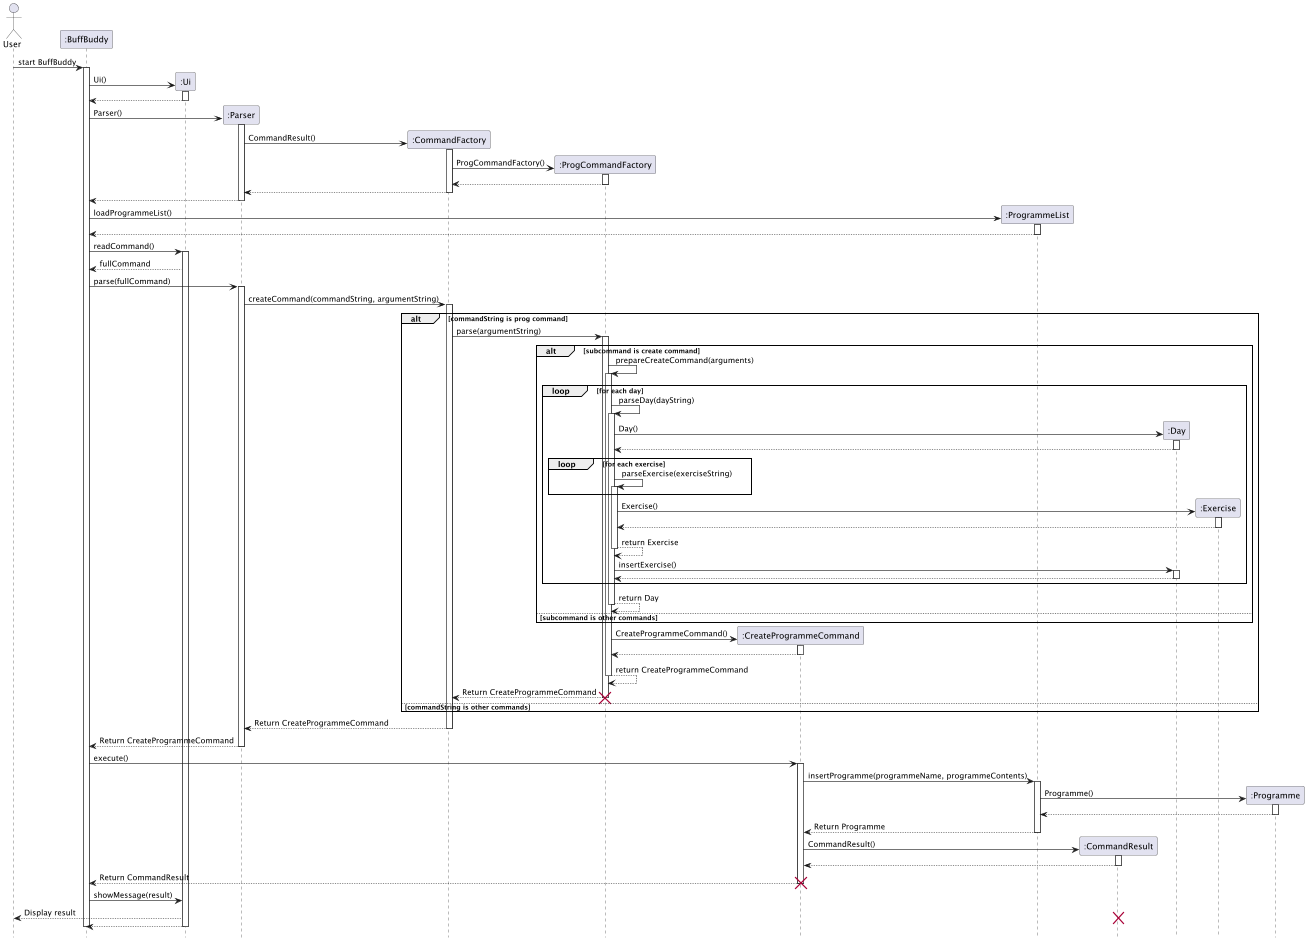 User
:BuffBuddy
start BuffBuddy
Ui()
:Ui
Parser()
:Parser
CommandResult()
:CommandFactory
ProgCommandFactory()
:ProgCommandFactory
loadProgrammeList()
:ProgrammeList
readCommand()
fullCommand
parse(fullCommand)
createCommand(commandString, argumentString)
alt [commandString is prog command]
parse(argumentString)
alt [subcommand is create command]
prepareCreateCommand(arguments)
loop [for each day]
parseDay(dayString)
Day()
:Day
loop [for each exercise]
parseExercise(exerciseString)
Exercise()
:Exercise
return Exercise
insertExercise()
return Day
[subcommand is other commands]
CreateProgrammeCommand()
:CreateProgrammeCommand
return CreateProgrammeCommand
Return CreateProgrammeCommand
[commandString is other commands]
Return CreateProgrammeCommand
Return CreateProgrammeCommand
execute()
insertProgramme(programmeName, programmeContents)
Programme()
:Programme
Return Programme
CommandResult()
:CommandResult
Return CommandResult
showMessage(result)
Display result